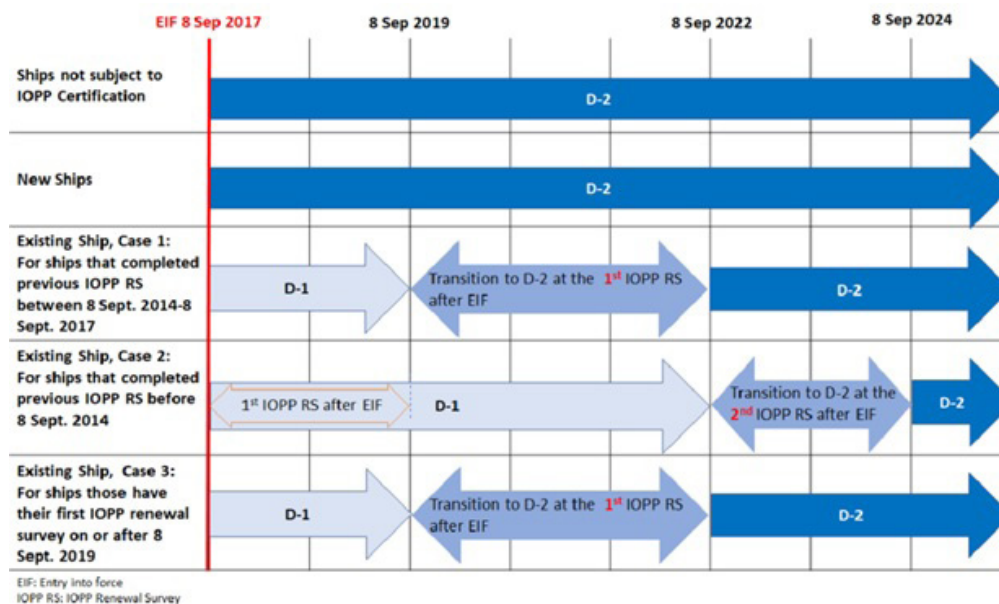 EIF 8 Sep 2017
8 Sep 2019
8 Sep 2022
8 Sep 2024
Ships not subject to
IOPP Certification
D-2
New Ships
D-2
Existing Ship, Case 1:
For ships that completed
previous IOPP RS
between 8 Sept. 2014-8
Sept. 2017
D-1
Transition to D-2 at the 1st IOPP RS
after EIF
D-2
Existing Ship, Case 2:
For ships that completed
previous IOPP RS before
8 Sept. 2014
1st IOPP RS after EIF
D-1
Transition to D-2 at the
2nd IOPP RS after EIF
D-2
Existing Ship, Case 3:
For ships those have
their first IOPP renewal
survey on or after 8
Sept. 2019
D-1
Transition to D-2 at the 1st IOPP RS
after EIF
D-2
EIF: Entry into force
IOPP RS: IOPP Renewal Survey